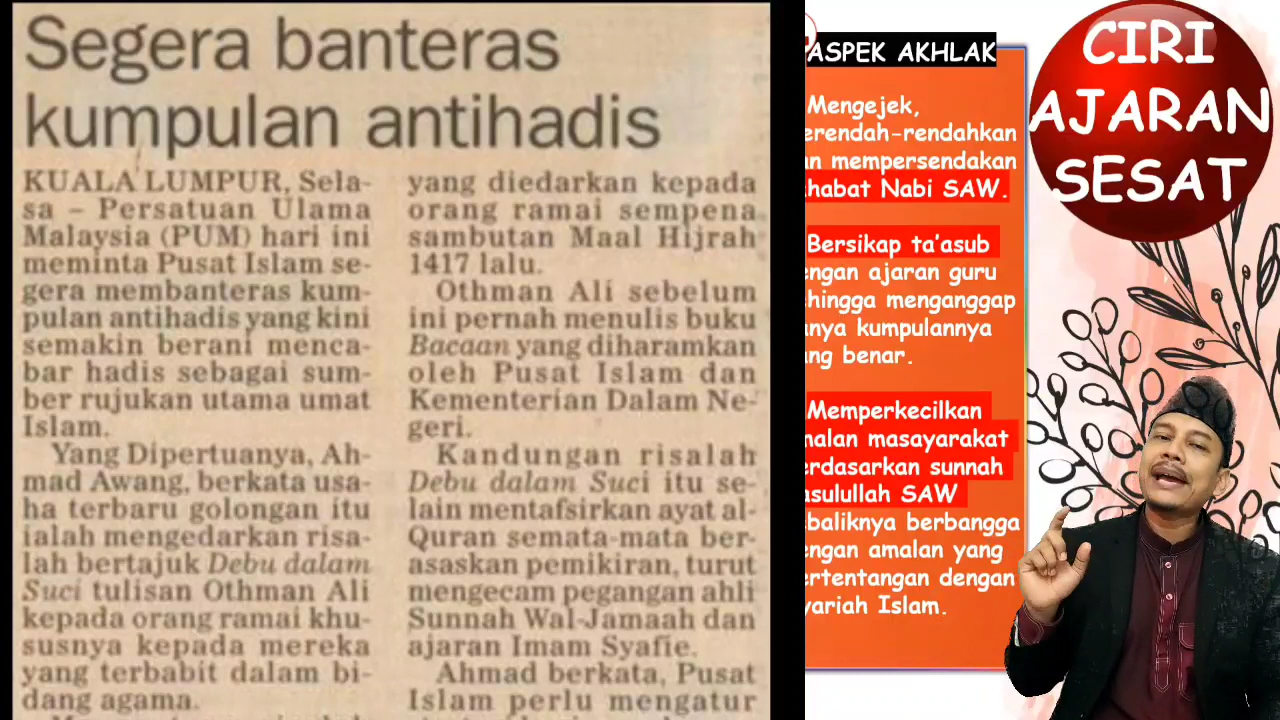 Segera banteras
kumpulan antihadis
KUALA LUMPUR, Sela-
sa – Persatuan Ulama
Malaysia (PUM) hari ini
meminta Pusat Islam se-
gera nembanteras kum-
pulan antihadis yang kini
semakin berani menca-
bar hadis sebagai sum-
ber rujukan utama umat
Islam.
Yang Dipertuanya, Ah-
mad Awang, berkata usa-
ha terbaru golongan itu
ialah mengedarkan risa-
lah bertajuk Debu dalam
Suci tulisan Othman Ali
kepada orang ramai khu-
susnya kepada mereka
yang terbabit dalam bi-
dang agama.
yang diedarkan kepada
orang ramai sempena
sambutan Maal Hijrah
1417 lalu.
Othman Ali sebelum
ini pernah menulis buku
Bacaan yang diharamkan
oleh Pusat Islam dan
Kementerian Dalam Ne-
geri.
Kandungan risalah
Debu dalam Suci itu se-
lain mentafsirkan ayat al-
Quran semata-mata ber-
asaskan pemikiran, turut
mengecam pegangan ahli
Sunnah Wal-Jamaah dan
ajaran Imam Syafie.
Ahmad berkata, Pusat
Islam perlu mengatur
ASPEK AKHLAK
Mengejek,
erendah-rendahkan
an mempersendakan
habat Nabi SAW.
Bersikap ta'asub
engan ajaran guru
ehingga menganggap
anya kumpulannya
ng benar.
Memperkecilkan
malan masayarakat
erdasarkan sunnah
asulullah SAW
baliknya berbangga
engan amalan yang
ertentangan dengan
yariah Islam.
CIRI
AJARAN
SESAT